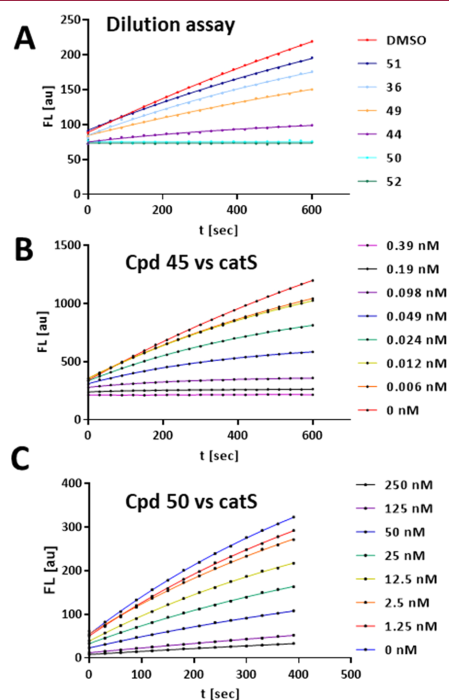 A
Dilution assay
250
200
150
100
50
0
FL [au]
0
200
400
600
t [sec]
DMSO
51
36
49
44
50
52
B
Cpd 45 vs catS
1500
1000
500
0
FL [au]
0
200
400
600
t [sec]
0.39 nM
0.19 nM
0.098 nM
0.049 nM
0.024 nM
0.012 nM
0.006 nM
0 nM
C
Cpd 50 vs catS
400
300
200
100
0
FL [au]
0
100
200
300
400
500
t [sec]
250 nM
125 nM
50 nM
25 nM
12.5 nM
2.5 nM
1.25 nM
0 nM